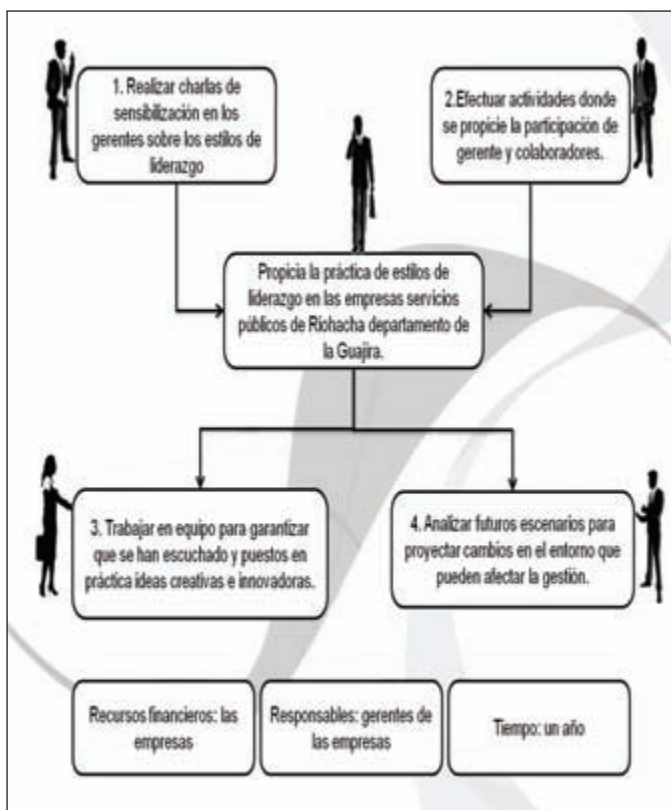 1. Realizar charlas de
sensibilización en los
gerentes sobre los estilos de
liderazgo
2.Efectuar actividades donde
se propicie la participación de
gerente y colaboradores.
Propicia la práctica de estilos de
liderazgo en las empresas servicios
públicos de Riohacha departamento de
la Guajira.
3. Trabajar en equipo para garantizar
que se han escuchado y puestos en
práctica ideas creativas e innovadoras.
4. Analizar futuros escenarios para
proyectar cambios en el entorno que
pueden afectar la gestión.
Recursos financieros: las
empresas
Responsables: gerentes de
las empresas
Tiempo: un año